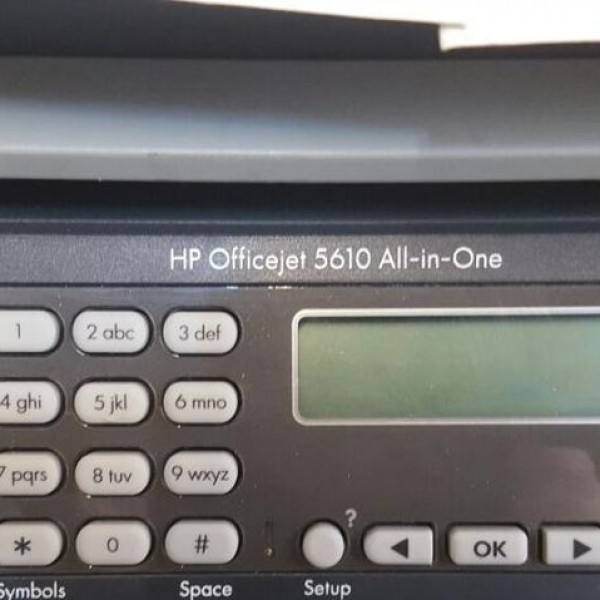 HP Officejet 5610 All-in-One
1 2 abc 3 def
4 ghi 5 jkl 6 mno
7 pqrs 8 tuv 9 wxyz
?
* 0 # OK
Symbols Space Setup